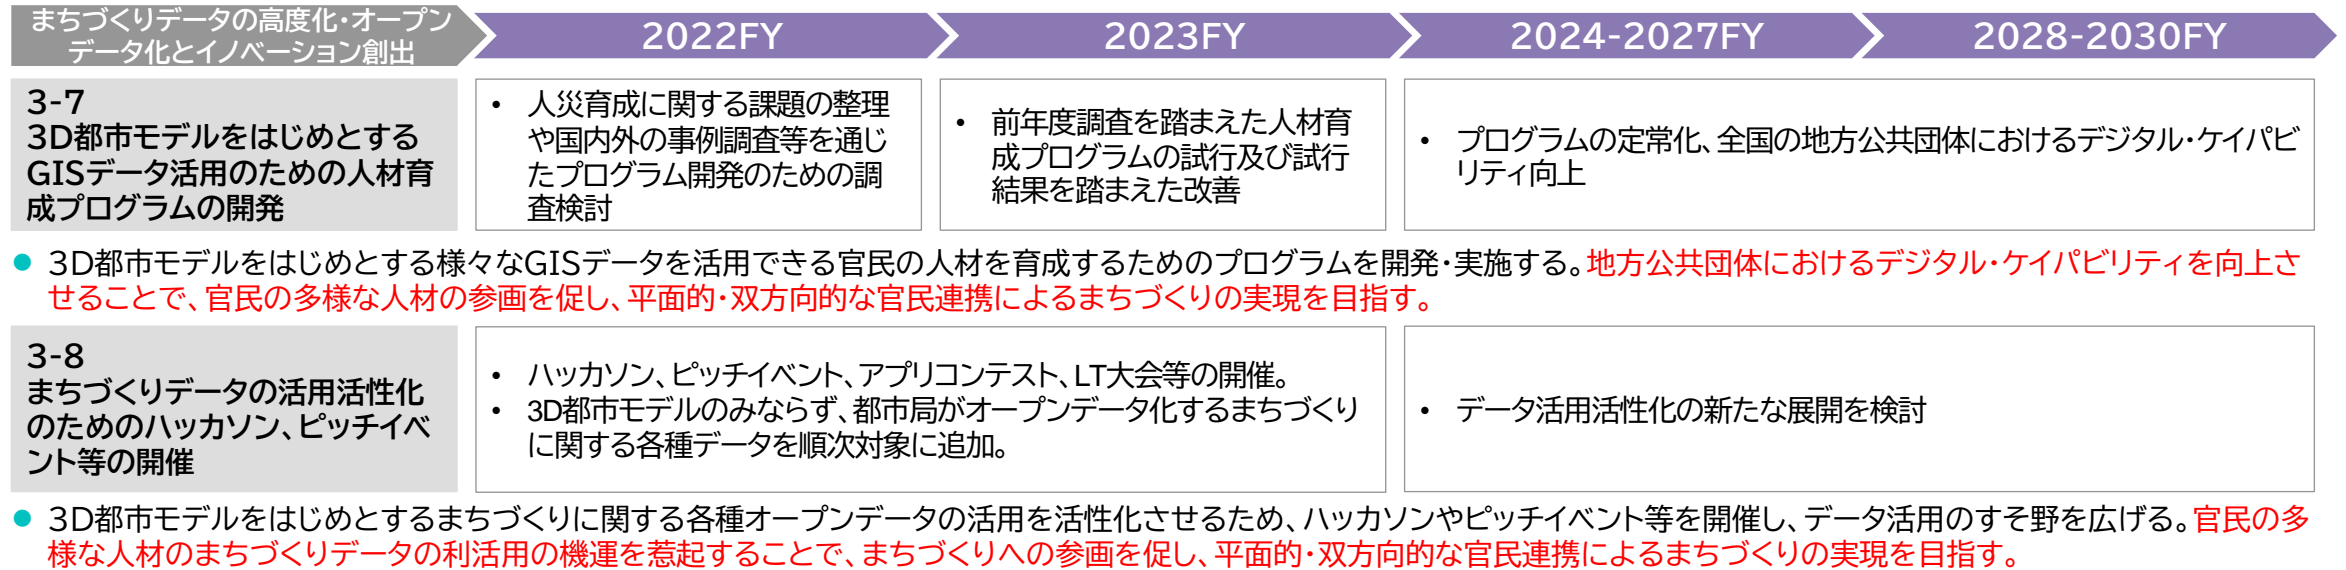 まちづくりデータの高度化・オープン
データ化とイノベーション創出
2022FY
2023FY
2024-2027FY
2028-2030FY
3-7
3D都市モデルをはじめとする
GISデータ活用のための人材育
成プログラムの開発
• 人災育成に関する課題の整理
や国内外の事例調査等を通じ
たプログラム開発のための調
査検討
• 前年度調査を踏まえた人材育
成プログラムの試行及び試行
結果を踏まえた改善
• プログラムの定常化、全国の地方公共団体におけるデジタル・ケイパビ
リティ向上
● 3D都市モデルをはじめとする様々なGISデータを活用できる官民の人材を育成するためのプログラムを開発・実施する。地方公共団体におけるデジタル・ケイパビリティを向上さ
せることで、官民の多様な人材の参画を促し、平面的・双方向的な官民連携によるまちづくりの実現を目指す。
3-8
まちづくりデータの活用活性化
のためのハッカソン、ピッチイベ
ント等の開催
• ハッカソン、ピッチイベント、アプリコンテスト、LT大会等の開催。
• 3D都市モデルのみならず、都市局がオープンデータ化するまちづくり
に関する各種データを順次対象に追加。
• データ活用活性化の新たな展開を検討
● 3D都市モデルをはじめとするまちづくりに関する各種オープンデータの活用を活性化させるため、ハッカソンやピッチイベント等を開催し、データ活用のすそ野を広げる。官民の多
様な人材のまちづくりデータの利活用の機運を惹起することで、まちづくりへの参画を促し、平面的・双方向的な官民連携によるまちづくりの実現を目指す。